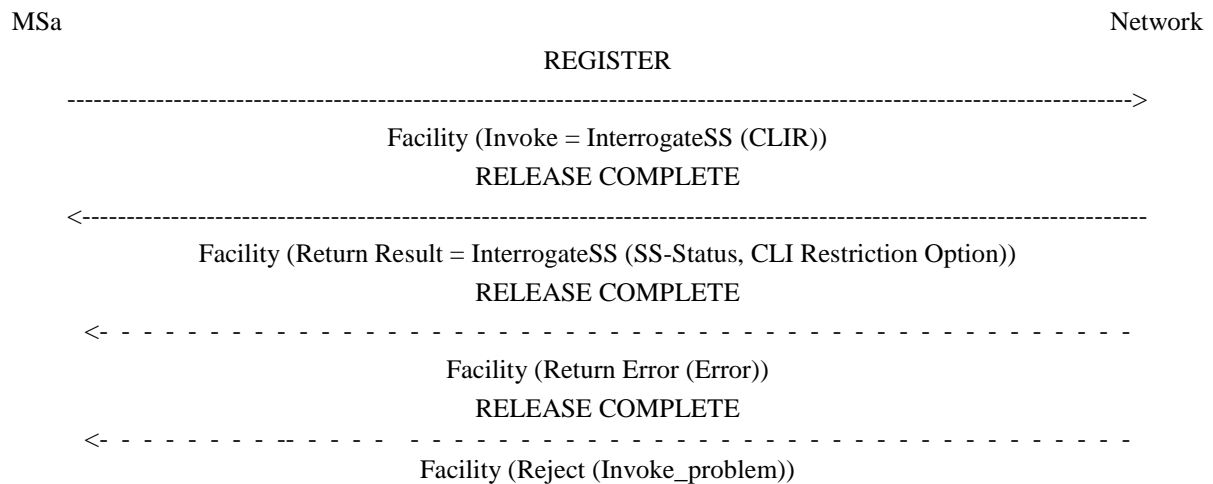 MSa Network
REGISTER
Facility (Invoke = InterrogateSS (CLIR))
RELEASE COMPLETE
Facility (Return Result = InterrogateSS (SS-Status, CLI Restriction Option))
RELEASE COMPLETE
Facility (Return Error (Error))
RELEASE COMPLETE
Facility (Reject (Invoke_problem))